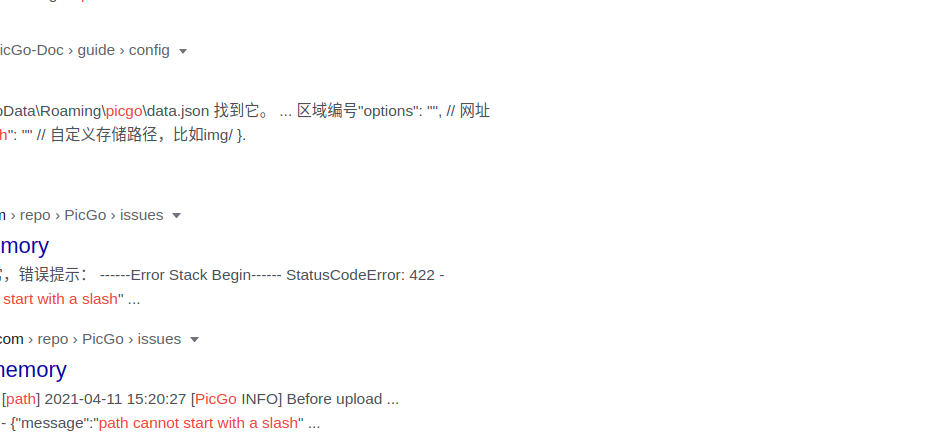 icGo-Doc › guide › config
pData\Roaming\picgo\data.json 找到它。 ... 区域编号"options": "", // 网址
h": "" // 自定义存储路径，比如img/ }.
m › repo › PicGo › issues
mory
，错误提示： ------Error Stack Begin------ StatusCodeError: 422 -
start with a slash" ...
com › repo › PicGo › issues
memory
[path] 2021-04-11 15:20:27 [PicGo INFO] Before upload ...
- {"message":"path cannot start with a slash" ...